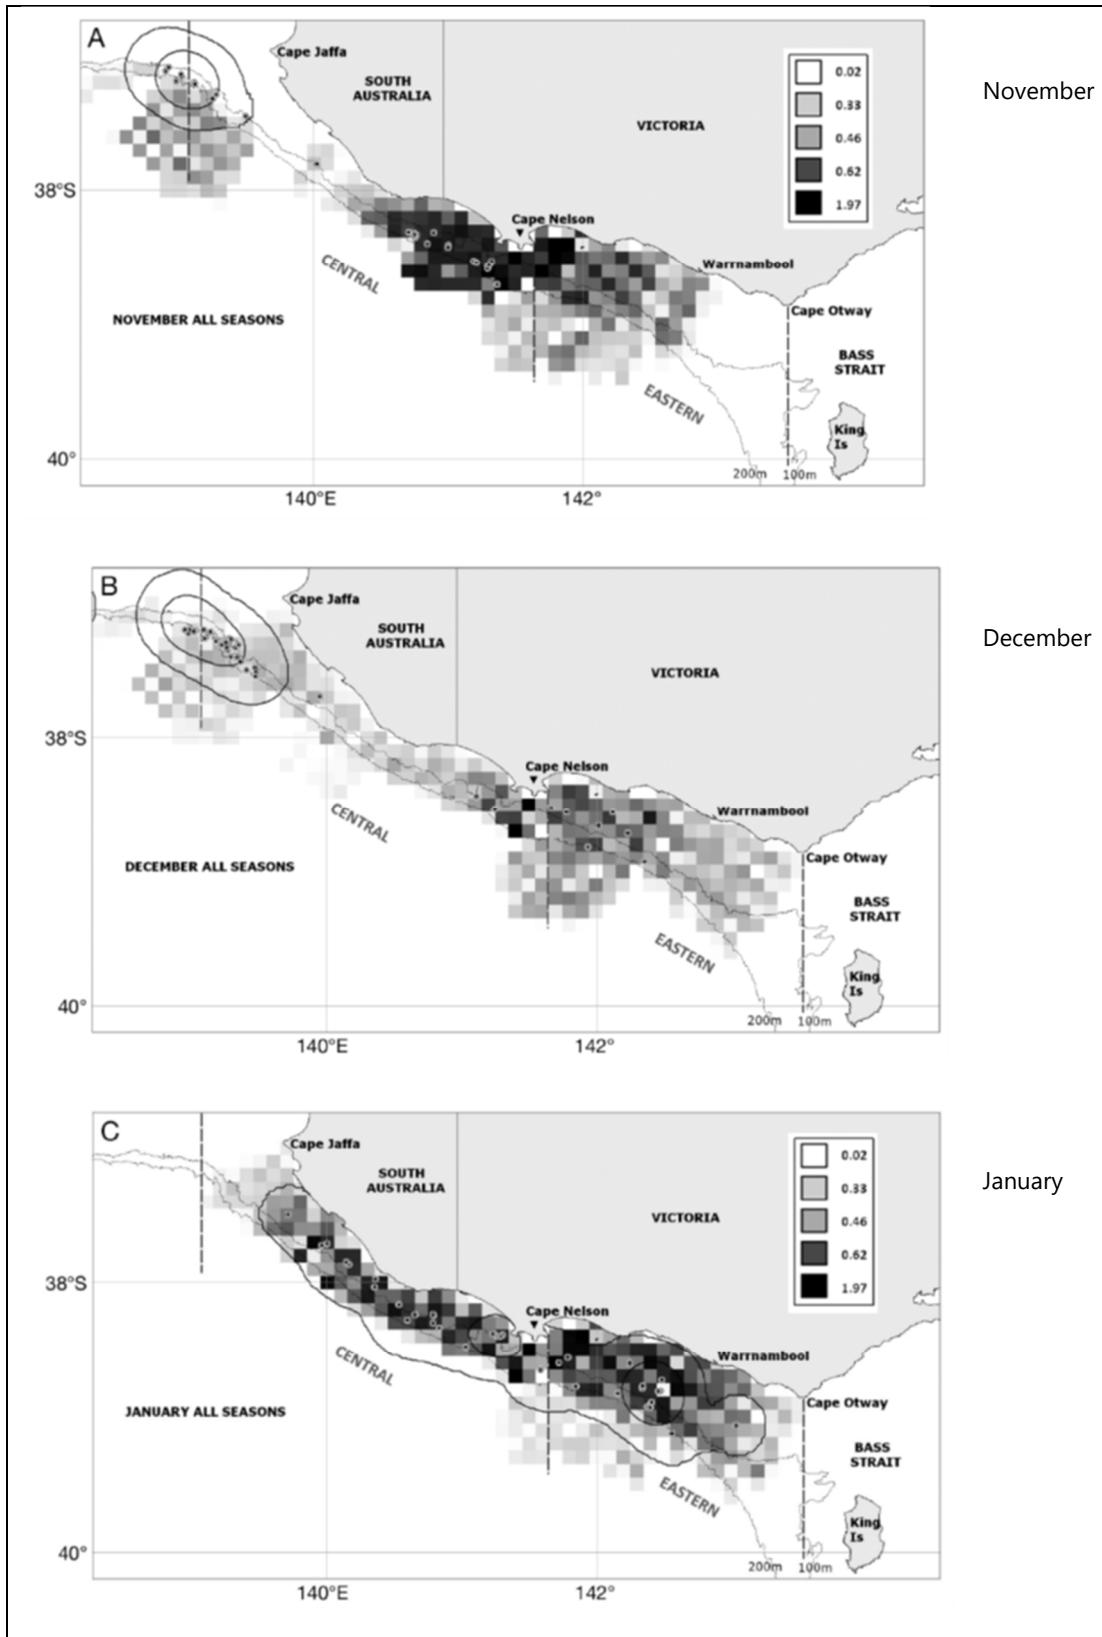 A
Cape Jaffa
SOUTH
AUSTRALIA
VICTORIA
0.02
0.33
0.46
0.62
1.97
November
38°S
Cape Nelson
Warrnambool
CENTRAL
NOVEMBER ALL SEASONS
Cape Otway
BASS
STRAIT
EASTERN
King
Is
40°
200m
100m
140°E
142°
B
Cape Jaffa
SOUTH
AUSTRALIA
VICTORIA
December
38°S
Cape Nelson
Warrnambool
CENTRAL
DECEMBER ALL SEASONS
Cape Otway
BASS
STRAIT
EASTERN
King
Is
40°
200m
100m
140°E
142°
C
Cape Jaffa
SOUTH
AUSTRALIA
VICTORIA
0.02
0.33
0.46
0.62
1.97
January
38°S
Cape Nelson
Warrnambool
CENTRAL
JANUARY ALL SEASONS
Cape Otway
BASS
STRAIT
EASTERN
King
Is
40°
200m
100m
140°E
142°